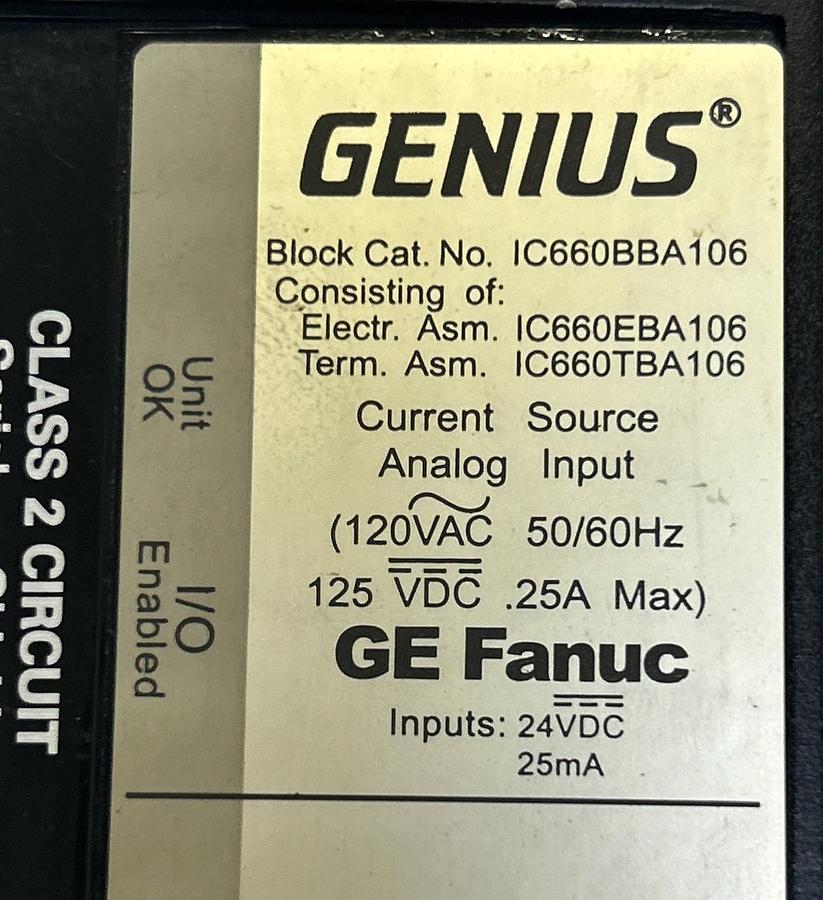 GENIUS®
Block Cat. No. IC660BBA106
Consisting of:
Electr. Asm. IC660EBA106
Term. Asm. IC660TBA106
Current Source
Analog Input
(120VAC 50/60Hz
125 VDC .25A Max)
GE Fanuc
Inputs: 24VDC
25mA
Unit
OK
I/O
Enabled
CLASS 2 CIRCUIT